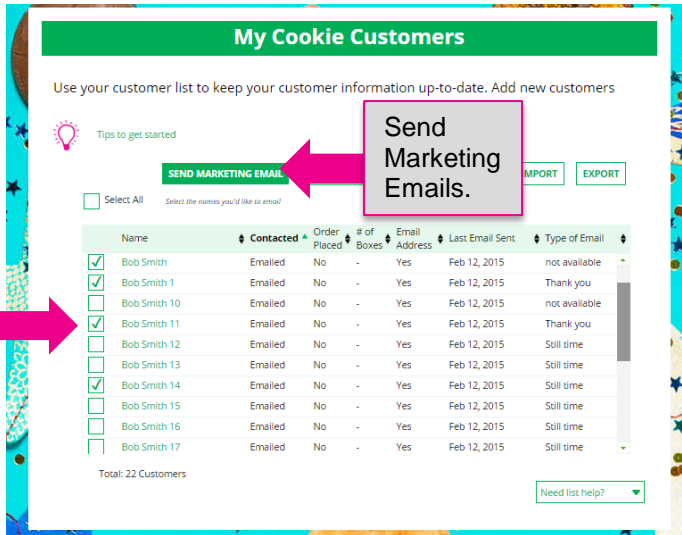 My Cookie Customers
Use your customer list to keep your customer information up-to-date. Add new customers
Tips to get started
Send
Marketing
Emails.
SEND MARKETING EMAIL
EXPORT
Select All
Select the names you'd like to email
Name Contacted Order Placed # of Boxes Email Address Last Email Sent Type of Email
Bob Smith Emailed No - Yes Feb 12, 2015 not available
Bob Smith 1 Emailed No - Yes Feb 12, 2015 Thank you
Bob Smith 10 Emailed No - Yes Feb 12, 2015 not available
Bob Smith 11 Emailed No - Yes Feb 12, 2015 Thank you
Bob Smith 12 Emailed No - Yes Feb 12, 2015 Still time
Bob Smith 13 Emailed No - Yes Feb 12, 2015 Still time
Bob Smith 14 Emailed No - Yes Feb 12, 2015 Still time
Bob Smith 15 Emailed No - Yes Feb 12, 2015 Still time
Bob Smith 16 Emailed No - Yes Feb 12, 2015 Still time
Bob Smith 17 Emailed No - Yes Feb 12, 2015 Still time
Total: 22 Customers
Need list help?